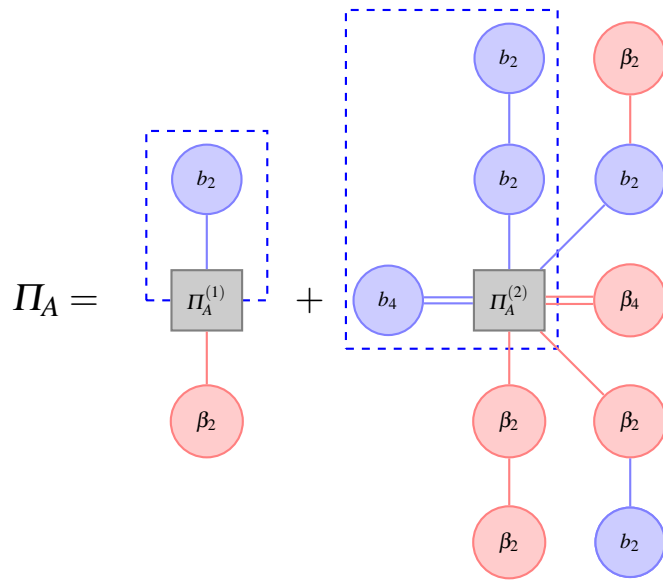 b₂ β₂
b₂ b₂ b₂
Π_A = Π_A^(1) + b₄ Π_A^(2) β₄
β₂ β₂ β₂
β₂ b₂